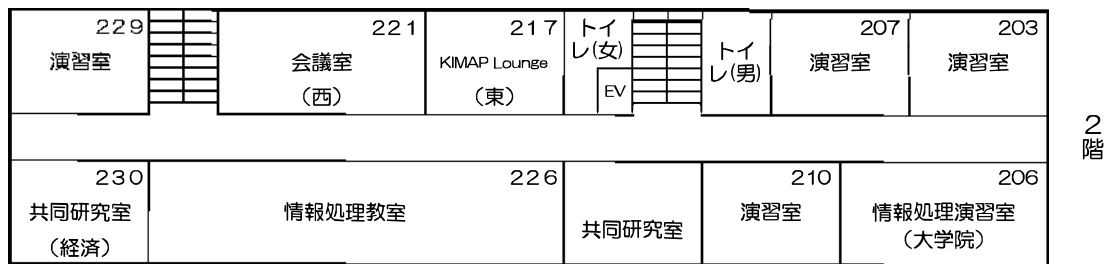 229
演習室
221
会議室
（西）
217
KIMAP Lounge
（東）
トイ
レ(女)
EV
トイ
レ(男)
207
演習室
203
演習室
2
階
230
共同研究室
（経済）
226
情報処理教室
共同研究室
210
演習室
206
情報処理演習室
（大学院）